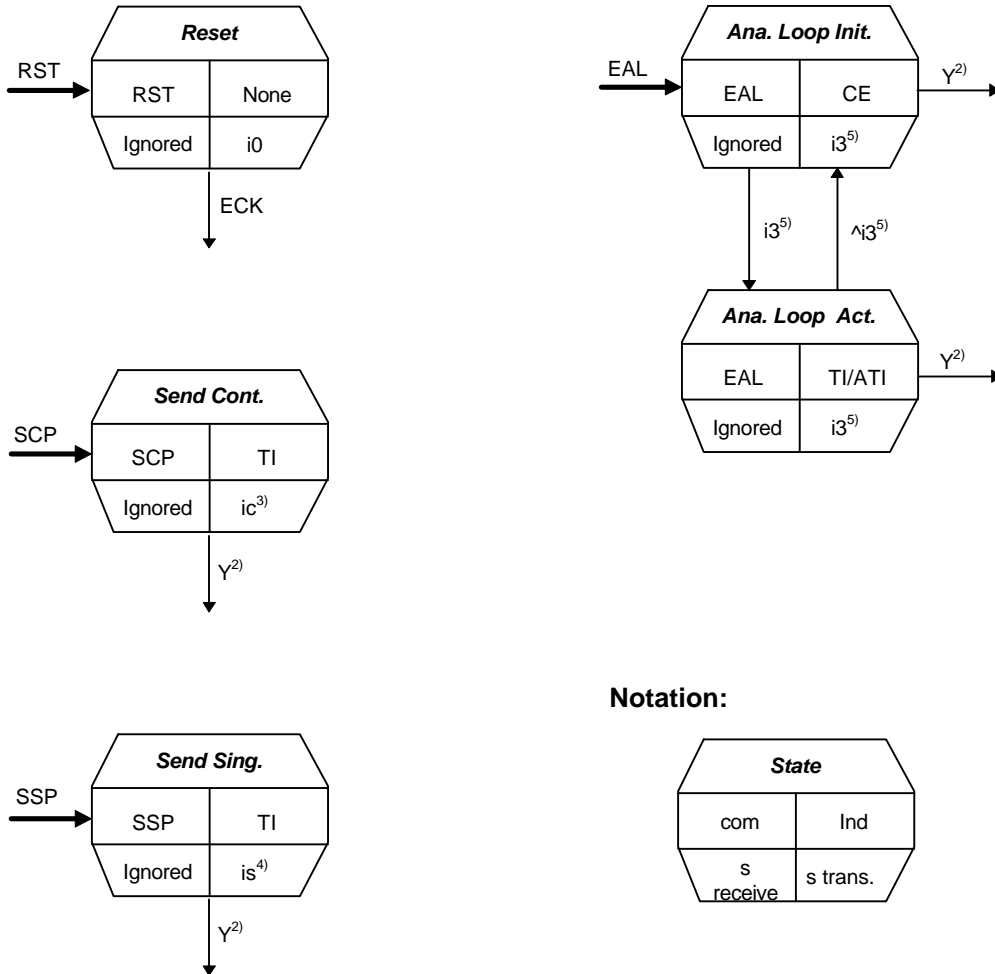 Reset
RST
RST None
Ignored i0
ECK
Send Cont.
SCP
SCP TI
Ignored ic3)
Y2)
Send Sing.
SSP
SSP TI
Ignored is4)
Y2)
Ana. Loop Init.
EAL
EAL CE
Y2)
Ignored i35)
i35) ^i35)
Ana. Loop Act.
EAL TI/ATI
Y2)
Ignored i35)
Notation:
State
com Ind
s receive s trans.